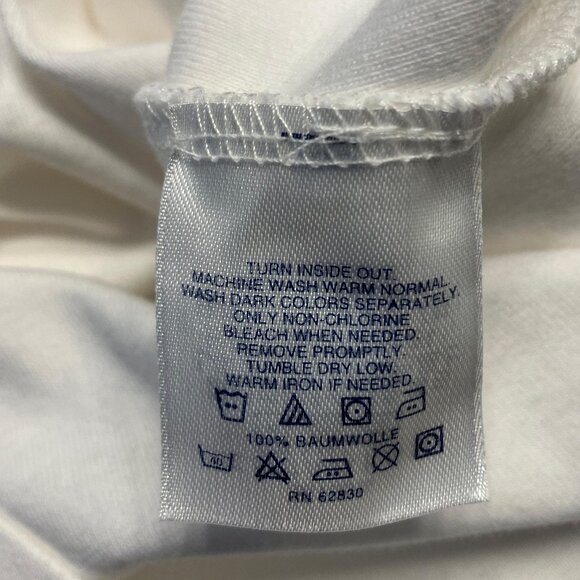 TURN INSIDE OUT.
MACHINE WASH WARM NORMAL.
WASH DARK COLORS SEPARATELY.
ONLY NON-CHLORINE
BLEACH WHEN NEEDED.
REMOVE PROMPTLY.
TUMBLE DRY LOW.
WARM IRON IF NEEDED
100% BAUMWOLLE
40
RN 62830